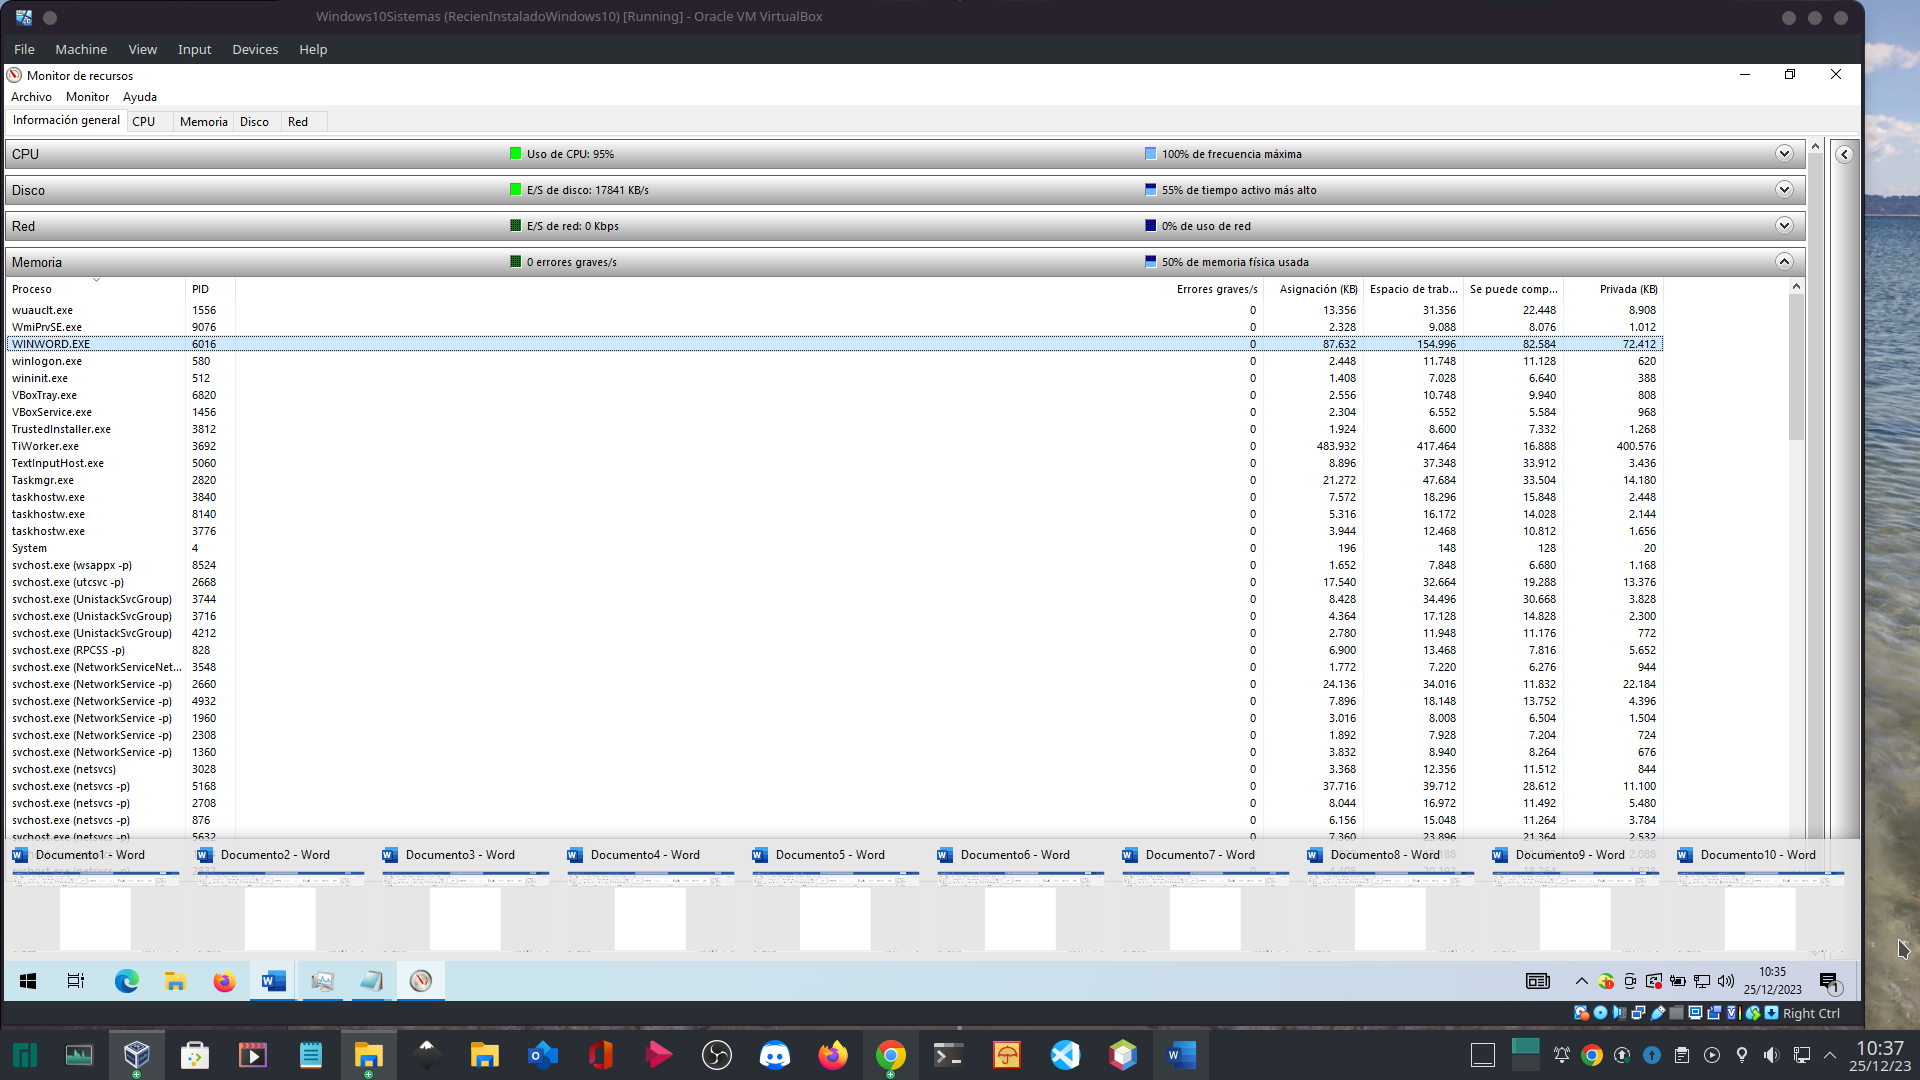 Windows10Sistemas (RecienInstaladoWindows10) [Running] - Oracle VM VirtualBox
File Machine View Input Devices Help
Monitor de recursos
Archivo Monitor Ayuda
Información general CPU Memoria Disco Red
CPU Uso de CPU: 95% 100% de frecuencia máxima
Disco E/S de disco: 17841 KB/s 55% de tiempo activo más alto
Red E/S de red: 0 Kbps 0% de uso de red
Memoria 0 errores graves/s 50% de memoria física usada
Proceso PID Errores graves/s Asignación (KB) Espacio de trab... Se puede comp... Privada (KB)
wuauclt.exe 1556 0 13.356 31.356 22.448 8.908
WmiPrvSE.exe 9076 0 2.328 9.088 8.076 1.012
WINWORD.EXE 6016 0 87.632 154.996 82.584 72.412
winlogon.exe 580 0 2.448 11.748 11.128 620
wininit.exe 512 0 1.408 7.028 6.640 388
VBoxTray.exe 6820 0 2.556 10.748 9.940 808
VBoxService.exe 1456 0 2.304 6.552 5.584 968
TrustedInstaller.exe 3812 0 1.924 8.600 7.332 1.268
TiWorker.exe 3692 0 483.932 417.464 16.888 400.576
TextInputHost.exe 5060 0 8.896 37.348 33.912 3.436
Taskmgr.exe 2820 0 21.272 47.684 33.504 14.180
taskhostw.exe 3840 0 7.572 18.296 15.848 2.448
taskhostw.exe 8140 0 5.316 16.172 14.028 2.144
taskhostw.exe 3776 0 3.944 12.468 10.812 1.656
System 4 0 196 148 128 20
svchost.exe (wsappx -p) 8524 0 1.652 7.848 6.680 1.168
svchost.exe (utcsvc -p) 2668 0 17.540 32.664 19.288 13.376
svchost.exe (UnistackSvcGroup) 3744 0 8.428 34.496 30.668 3.828
svchost.exe (UnistackSvcGroup) 3716 0 4.364 17.128 14.828 2.300
svchost.exe (UnistackSvcGroup) 4212 0 2.780 11.948 11.176 772
svchost.exe (RPCSS -p) 828 0 6.900 13.468 7.816 5.652
svchost.exe (NetworkServiceNet... 3548 0 1.772 7.220 6.276 944
svchost.exe (NetworkService -p) 2660 0 24.136 34.016 11.832 22.184
svchost.exe (NetworkService -p) 4932 0 7.896 18.148 13.752 4.396
svchost.exe (NetworkService -p) 1960 0 3.016 8.008 6.504 1.504
svchost.exe (NetworkService -p) 2308 0 1.892 7.928 7.204 724
svchost.exe (NetworkService -p) 1360 0 3.832 8.940 8.264 676
svchost.exe (netsvcs) 3028 0 3.368 12.356 11.512 844
svchost.exe (netsvcs -p) 5168 0 37.716 39.712 28.612 11.100
svchost.exe (netsvcs -p) 2708 0 8.044 16.972 11.492 5.480
svchost.exe (netsvcs -p) 876 0 6.156 15.048 11.264 3.784
svchost.exe (netsvcs -p) 5632 0 7.360 23.896 21.364 2.532
Documento1 - Word Documento2 - Word Documento3 - Word Documento4 - Word Documento5 - Word Documento6 - Word Documento7 - Word Documento8 - Word Documento9 - Word Documento10 - Word
10:35
25/12/2023
1
Right Ctrl
10:37
25/12/23